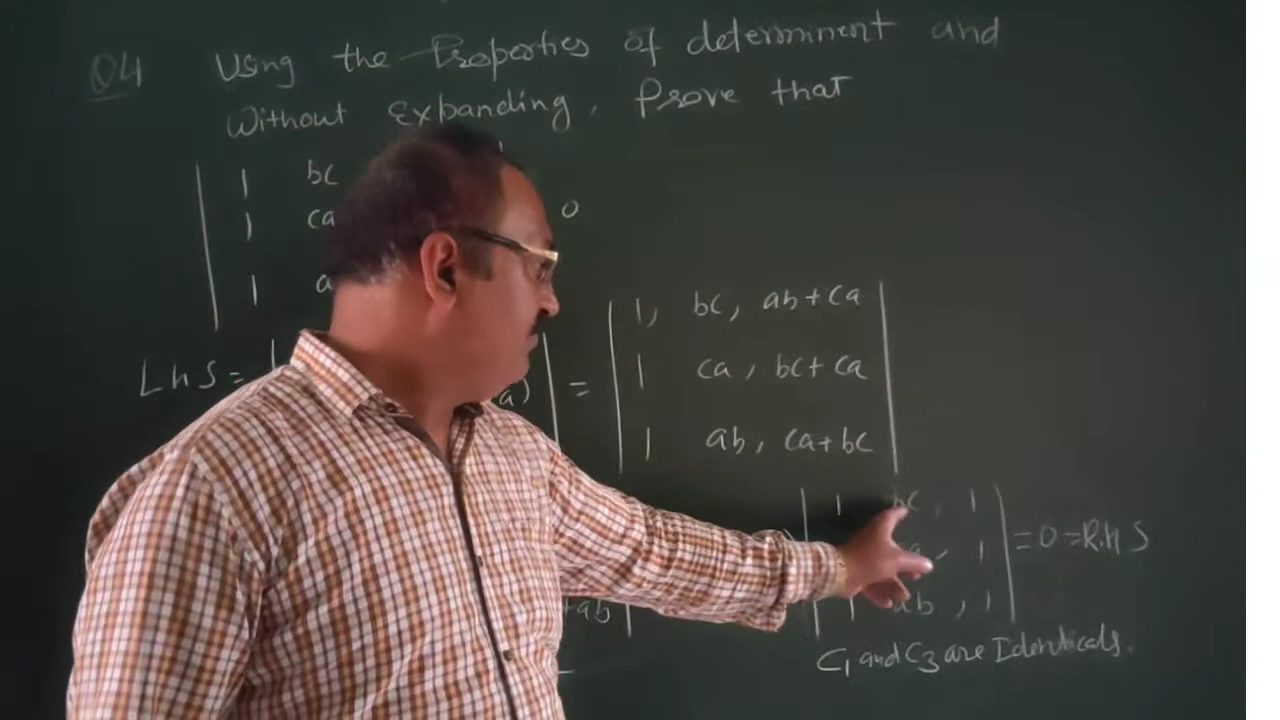 Q4 Using the Properties of determinent and
Without Expanding, Prove that
1 bc
1 ca 0
1 a
LhS = a) = 1, bc, ab+ca
1 ca, bc+ca
1 ab, ca+bc
1 bc, 1
a, 1 =0=R.H S
+ab 1 ab, 1
C1 and C3 are Identicals.